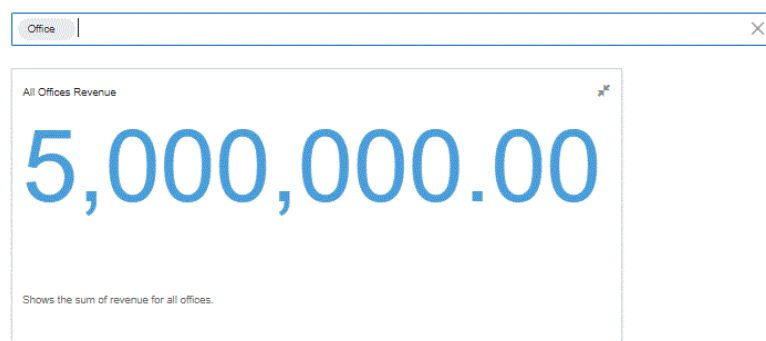 Office
All Offices Revenue
5,000,000.00
Shows the sum of revenue for all offices.